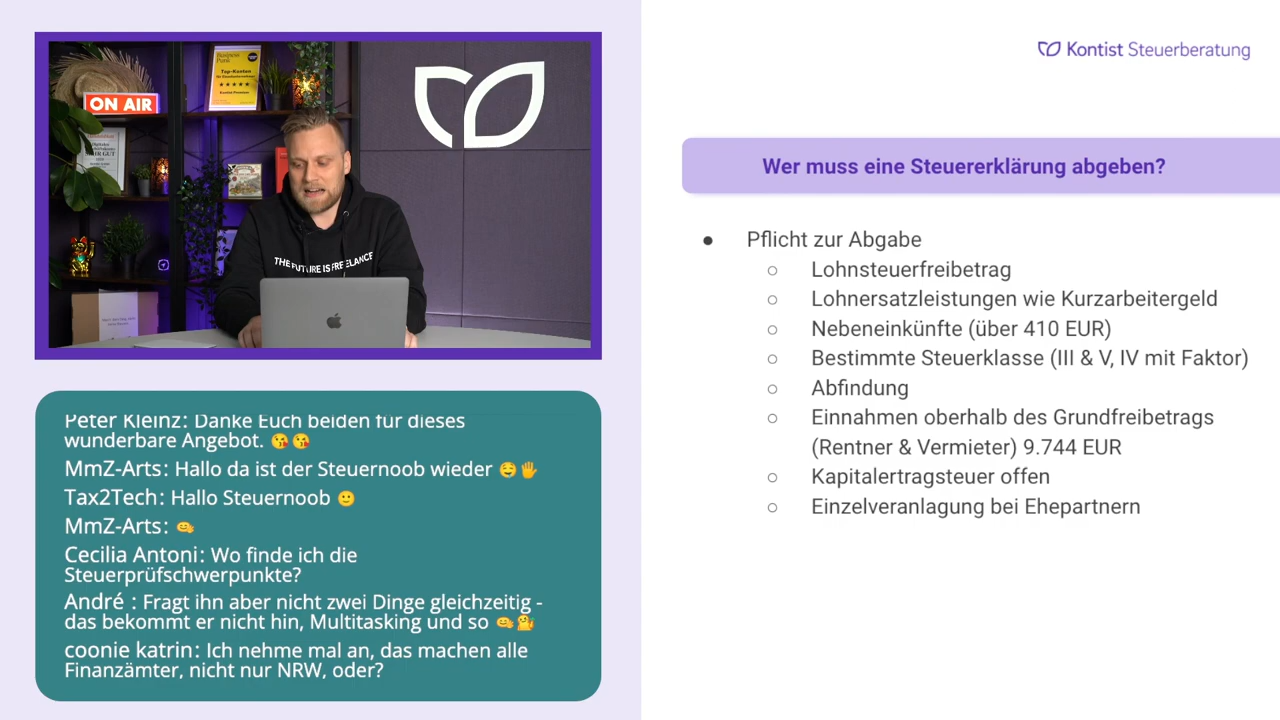 Business
Punk
Top-Konten
ON AIR
THE FUTURE IS FREELANCE
Peter Kleinz: Danke Euch beiden für dieses
wunderbare Angebot. 😘😘
MmZ-Arts: Hallo da ist der Steuernoob wieder 🤤🖐
Tax2Tech: Hallo Steuernoob 🙂
MmZ-Arts: 🤏
Cecilia Antoni: Wo finde ich die
Steuerprüfschwerpunkte?
André : Fragt ihn aber nicht zwei Dinge gleichzeitig -
das bekommt er nicht hin, Multitasking und so
coonie katrin: Ich nehme mal an, das machen alle
Finanzämter, nicht nur NRW, oder?
Kontist Steuerberatung
Wer muss eine Steuererklärung abgeben?
● Pflicht zur Abgabe
○ Lohnsteuerfreibetrag
○ Lohnersatzleistungen wie Kurzarbeitergeld
○ Nebeneinkünfte (über 410 EUR)
○ Bestimmte Steuerklasse (III & V, IV mit Faktor)
○ Abfindung
○ Einnahmen oberhalb des Grundfreibetrags
(Rentner & Vermieter) 9.744 EUR
○ Kapitalertragsteuer offen
○ Einzelveranlagung bei Ehepartnern